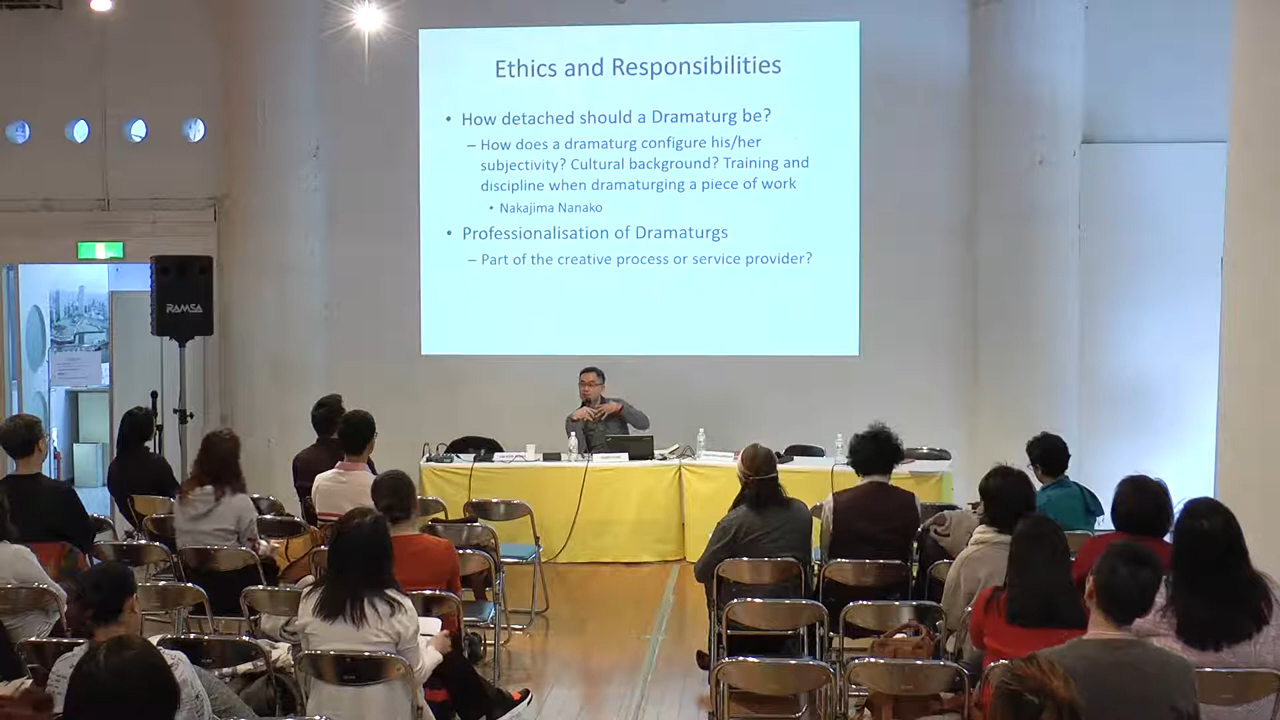 Ethics and Responsibilities
• How detached should a Dramaturg be?
– How does a dramaturg configure his/her
subjectivity? Cultural background? Training and
discipline when dramaturging a piece of work
• Nakajima Nanako
• Professionalisation of Dramaturgs
– Part of the creative process or service provider?
RAMSA